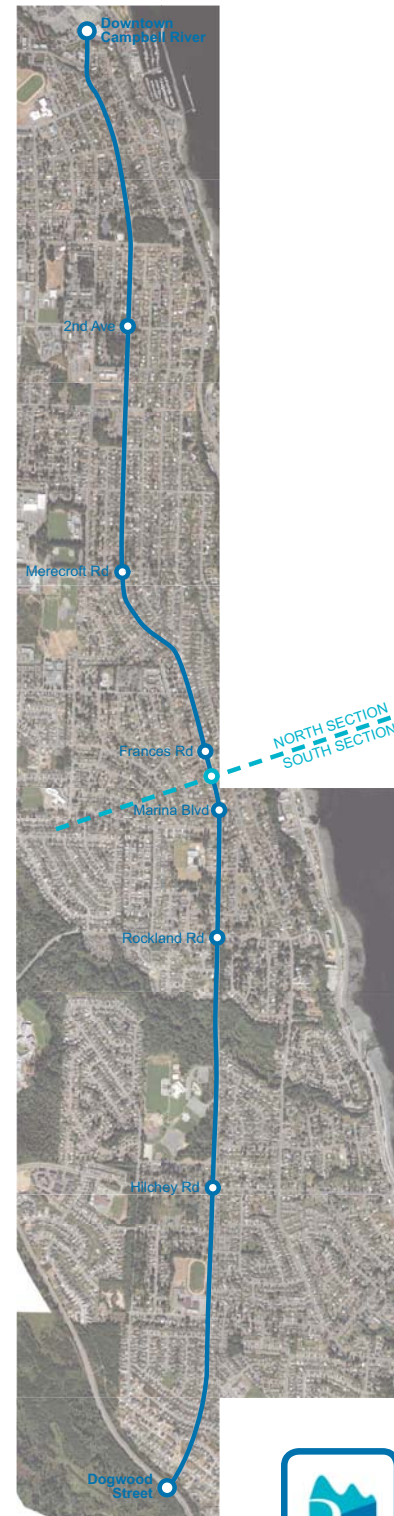 Downtown
Campbell River
2nd Ave
Merecroft Rd
Frances Rd
NORTH SECTION
SOUTH SECTION
Marina Blvd
Rockland Rd
Hilchey Rd
Dogwood
Street